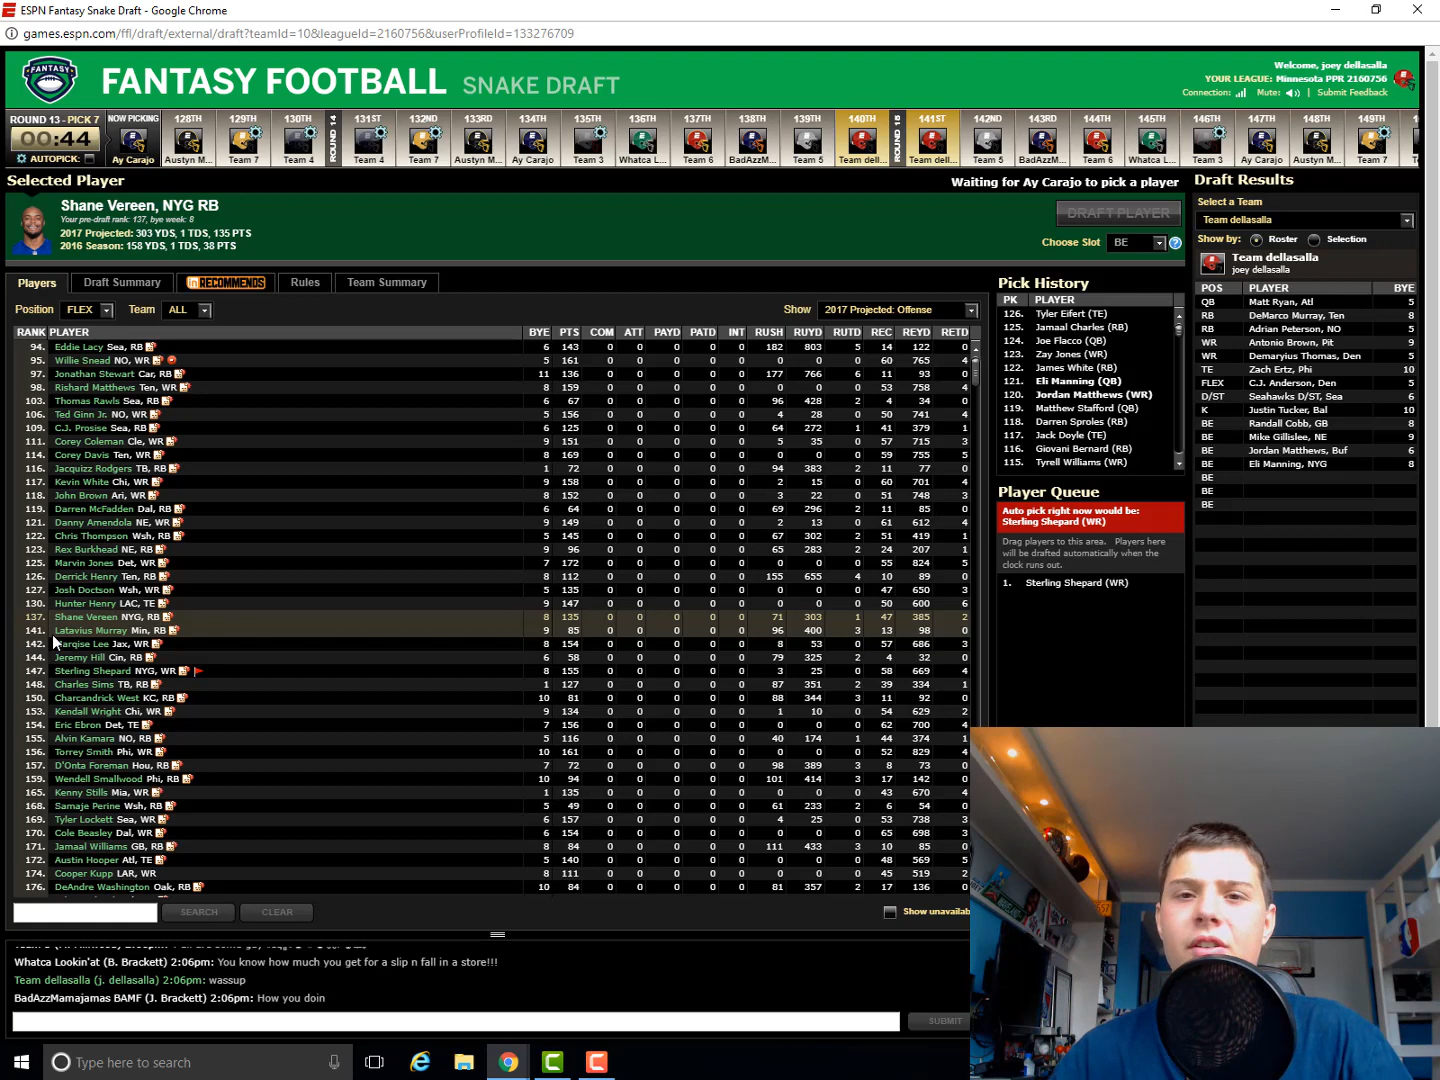 ESPN Fantasy Snake Draft - Google Chrome
games.espn.com/ffl/draft/external/draft?teamId=10&leagueId=2160756&userProfileId=133276709
FANTASY FOOTBALL SNAKE DRAFT
Welcome, joey dellasalla
YOUR LEAGUE: Minnesota PPR 2160756
Connection: Mute: | Submit Feedback
ROUND 13 - PICK 7
00:44
AUTOPICK:
NOW PICKING Ay Carajo
128TH Austyn M...
129TH Team 7
130TH Team 4
ROUND 14
131ST Team 4
132ND Team 7
133RD Austyn M...
134TH Ay Carajo
135TH Team 3
136TH Whatca L...
137TH Team 6
138TH BadAzzM...
139TH Team 5
140TH Team dell...
ROUND 15
141ST Team dell...
142ND Team 5
143RD BadAzzM...
144TH Team 6
145TH Whatca L...
146TH Team 3
147TH Ay Carajo
148TH Austyn M...
149TH Team 7
Selected Player
Waiting for Ay Carajo to pick a player
Shane Vereen, NYG RB
Your pre-draft rank: 137, bye week: 8
2017 Projected: 303 YDS, 1 TDS, 135 PTS
2016 Season: 158 YDS, 1 TDS, 38 PTS
DRAFT PLAYER
Choose Slot BE
Players Draft Summary inRECOMMENDS Rules Team Summary
Position FLEX Team ALL Show 2017 Projected: Offense
RANK PLAYER BYE PTS COM ATT PAYD PATD INT RUSH RUYD RUTD REC REYD RETD
94. Eddie Lacy Sea, RB 6 143 0 0 0 0 0 182 803 5 14 122 0
95. Willie Snead NO, WR 5 161 0 0 0 0 0 0 0 0 60 765 4
97. Jonathan Stewart Car, RB 11 136 0 0 0 0 0 177 766 6 11 93 0
98. Rishard Matthews Ten, WR 8 159 0 0 0 0 0 0 0 0 53 758 4
103. Thomas Rawls Sea, RB 6 67 0 0 0 0 0 96 428 2 4 34 0
106. Ted Ginn Jr. NO, WR 5 156 0 0 0 0 0 4 28 0 50 741 4
109. C.J. Prosise Sea, RB 6 125 0 0 0 0 0 64 272 1 41 379 1
111. Corey Coleman Cle, WR 9 151 0 0 0 0 0 5 35 0 57 715 3
114. Corey Davis Ten, WR 8 169 0 0 0 0 0 0 0 0 59 755 5
116. Jacquizz Rodgers TB, RB 1 72 0 0 0 0 0 94 383 2 11 77 0
117. Kevin White Chi, WR 9 158 0 0 0 0 0 2 15 0 60 701 4
118. John Brown Ari, WR 8 152 0 0 0 0 0 3 22 0 51 748 3
119. Darren McFadden Dal, RB 6 64 0 0 0 0 0 69 296 2 11 85 0
121. Danny Amendola NE, WR 9 149 0 0 0 0 0 2 13 0 61 612 4
122. Chris Thompson Wsh, RB 5 145 0 0 0 0 0 67 302 2 51 419 1
123. Rex Burkhead NE, RB 9 96 0 0 0 0 0 65 283 2 24 207 1
125. Marvin Jones Det, WR 7 172 0 0 0 0 0 0 0 0 55 824 5
126. Derrick Henry Ten, RB 8 112 0 0 0 0 0 155 655 4 10 89 0
127. Josh Doctson Wsh, WR 5 135 0 0 0 0 0 0 0 0 47 650 3
130. Hunter Henry LAC, TE 9 147 0 0 0 0 0 0 0 0 50 600 6
137. Shane Vereen NYG, RB 8 135 0 0 0 0 0 71 303 1 47 385 2
141. Latavius Murray Min, RB 9 85 0 0 0 0 0 96 400 3 13 98 0
142. Marqise Lee Jax, WR 8 154 0 0 0 0 0 8 54 0 57 686 3
144. Jeremy Hill Cin, RB 6 58 0 0 0 0 0 79 325 2 4 32 0
147. Sterling Shepard NYG, WR 8 155 0 0 0 0 0 3 25 0 58 669 4
148. Charles Sims TB, RB 1 127 0 0 0 0 0 87 351 2 39 334 1
150. Charcandrick West KC, RB 10 81 0 0 0 0 0 88 344 3 11 92 0
153. Kendall Wright Chi, WR 9 134 0 0 0 0 0 1 10 0 54 629 2
154. Eric Ebron Det, TE 7 156 0 0 0 0 0 0 0 0 62 700 4
155. Alvin Kamara NO, RB 5 116 0 0 0 0 0 40 174 1 44 374 1
156. Torrey Smith Phi, WR 10 161 0 0 0 0 0 0 0 0 52 829 4
157. D'Onta Foreman Hou, RB 7 72 0 0 0 0 0 98 389 3 8 73 0
159. Wendell Smallwood Phi, RB 10 94 0 0 0 0 0 101 414 3 17 142 0
165. Kenny Stills Mia, WR 1 135 0 0 0 0 0 0 0 0 43 670 4
168. Samaje Perine Wsh, RB 5 49 0 0 0 0 0 61 233 2 6 54 0
169. Tyler Lockett Sea, WR 6 157 0 0 0 0 0 4 25 0 53 738 3
170. Cole Beasley Dal, WR 6 154 0 0 0 0 0 0 0 0 65 698 3
171. Jamaal Williams GB, RB 8 84 0 0 0 0 0 111 433 3 10 85 0
172. Austin Hooper Atl, TE 5 140 0 0 0 0 0 0 0 0 48 569 5
174. Cooper Kupp LAR, WR 8 111 0 0 0 0 0 0 0 0 45 519 2
176. DeAndre Washington Oak, RB 10 84 0 0 0 0 0 81 357 2 17 136 0
SEARCH CLEAR Show unavailab
Whatca Lookin'at (B. Brackett) 2:06pm: You know how much you get for a slip n fall in a store!!!
Team dellasalla (j. dellasalla) 2:06pm: wassup
BadAzzMamajamas BAMF (J. Brackett) 2:06pm: How you doin
SUBMIT
Pick History
PK PLAYER
126. Tyler Eifert (TE)
125. Jamaal Charles (RB)
124. Joe Flacco (QB)
123. Zay Jones (WR)
122. James White (RB)
121. Eli Manning (QB)
120. Jordan Matthews (WR)
119. Matthew Stafford (QB)
118. Darren Sproles (RB)
117. Jack Doyle (TE)
116. Giovani Bernard (RB)
115. Tyrell Williams (WR)
Player Queue
Auto pick right now would be:
Sterling Shepard (WR)
Drag players to this area. Players here
will be drafted automatically when the
clock runs out.
1. Sterling Shepard (WR)
Draft Results
Select a Team
Team dellasalla
Show by: Roster Selection
Team dellasalla
joey dellasalla
POS PLAYER BYE
QB Matt Ryan, Atl 5
RB DeMarco Murray, Ten 8
RB Adrian Peterson, NO 5
WR Antonio Brown, Pit 9
WR Demaryius Thomas, Den 5
TE Zach Ertz, Phi 10
FLEX C.J. Anderson, Den 5
D/ST Seahawks D/ST, Sea 6
K Justin Tucker, Bal 10
BE Randall Cobb, GB 8
BE Mike Gillislee, NE 9
BE Jordan Matthews, Buf 6
BE Eli Manning, NYG 8
BE
BE
BE
Type here to search